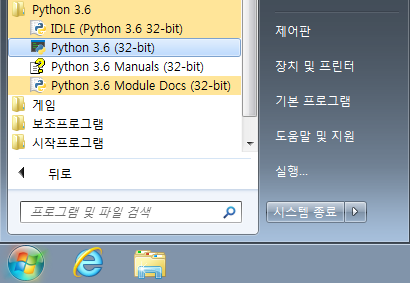 Python 3.6
IDLE (Python 3.6 32-bit)
Python 3.6 (32-bit)
Python 3.6 Manuals (32-bit)
Python 3.6 Module Docs (32-bit)
게임
보조프로그램
시작프로그램
뒤로
프로그램 및 파일 검색
제어판
장치 및 프린터
기본 프로그램
도움말 및 지원
실행...
시스템 종료